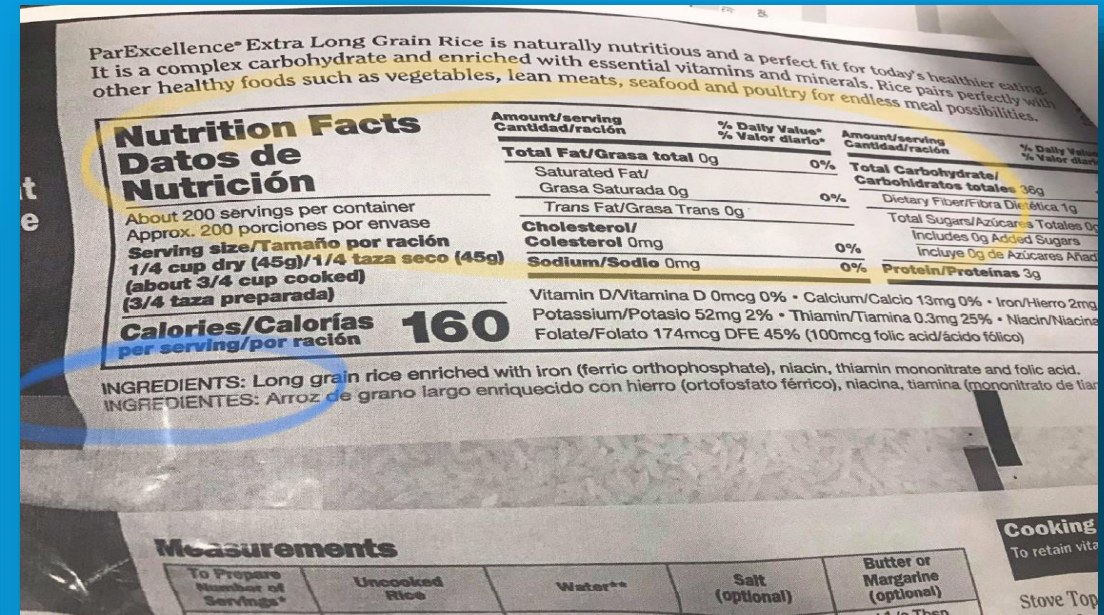 t
e
ParExcellence® Extra Long Grain Rice is naturally nutritious and a perfect fit for today's healthier eating.
It is a complex carbohydrate and enriched with essential vitamins and minerals. Rice pairs perfectly with
other healthy foods such as vegetables, lean meats, seafood and poultry for endless meal possibilities.
Nutrition Facts
Datos de
Nutrición
About 200 servings per container
Approx. 200 porciones por envase
Serving size/Tamaño por ración
1/4 cup dry (45g)/1/4 taza seco (45g)
(about 3/4 cup cooked)
(3/4 taza preparada)
Calories/Calorías
per serving/por ración
160
Amount/serving
Cantidad/ración
% Daily Value*
% Valor diario*
Total Fat/Grasa total 0g 0%
Saturated Fat/
Grasa Saturada 0g 0%
Trans Fat/Grasa Trans 0g
Cholesterol/
Colesterol 0mg 0%
Sodium/Sodio 0mg 0%
Amount/serving
Cantidad/ración
% Daily Value
% Valor diari
Total Carbohydrate/
Carbohidratos totales 36g
Dietary Fiber/Fibra Dietética 1g
Total Sugars/Azúcares Totales 0g
Includes 0g Added Sugars
Incluye 0g de Azúcares Añad
Protein/Proteínas 3g
Vitamin D/Vitamina D 0mcg 0% • Calcium/Calcio 13mg 0% • Iron/Hierro 2mg
Potassium/Potasio 52mg 2% • Thiamin/Tiamina 0.3mg 25% • Niacin/Niacina
Folate/Folato 174mcg DFE 45% (100mcg folic acid/ácido fólico)
INGREDIENTS: Long grain rice enriched with iron (ferric orthophosphate), niacin, thiamin mononitrate and folic acid.
INGREDIENTES: Arroz de grano largo enriquecido con hierro (ortofosfato férrico), niacina, tiamina (mononitrato de tiam
Measurements
To Prepare
Number of
Servings*
Uncooked
Rice
Water**
Salt
(optional)
Butter or
Margarine
(optional)
Cooking
To retain vita
Stove Top